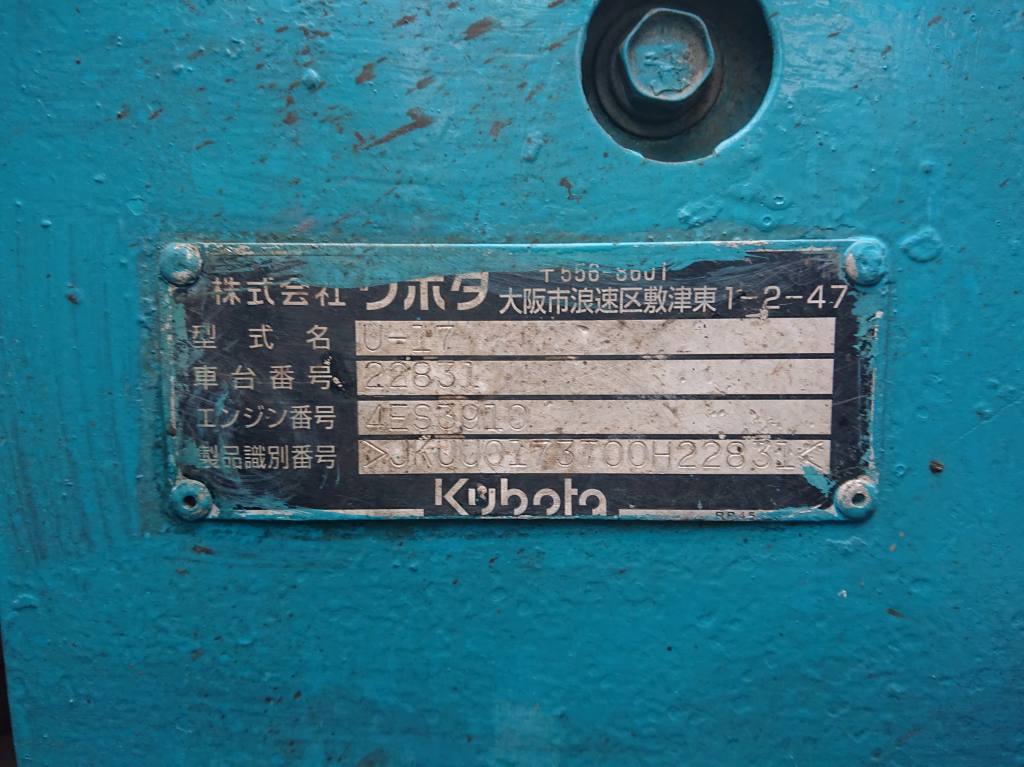 〒556-8601
株式会社クボタ 大阪市浪速区敷津東1-2-47
型式名 U-17
車台番号 22831
エンジン番号 4ES3910
製品識別番号 >JKUU0173T00H22831<
Kubota